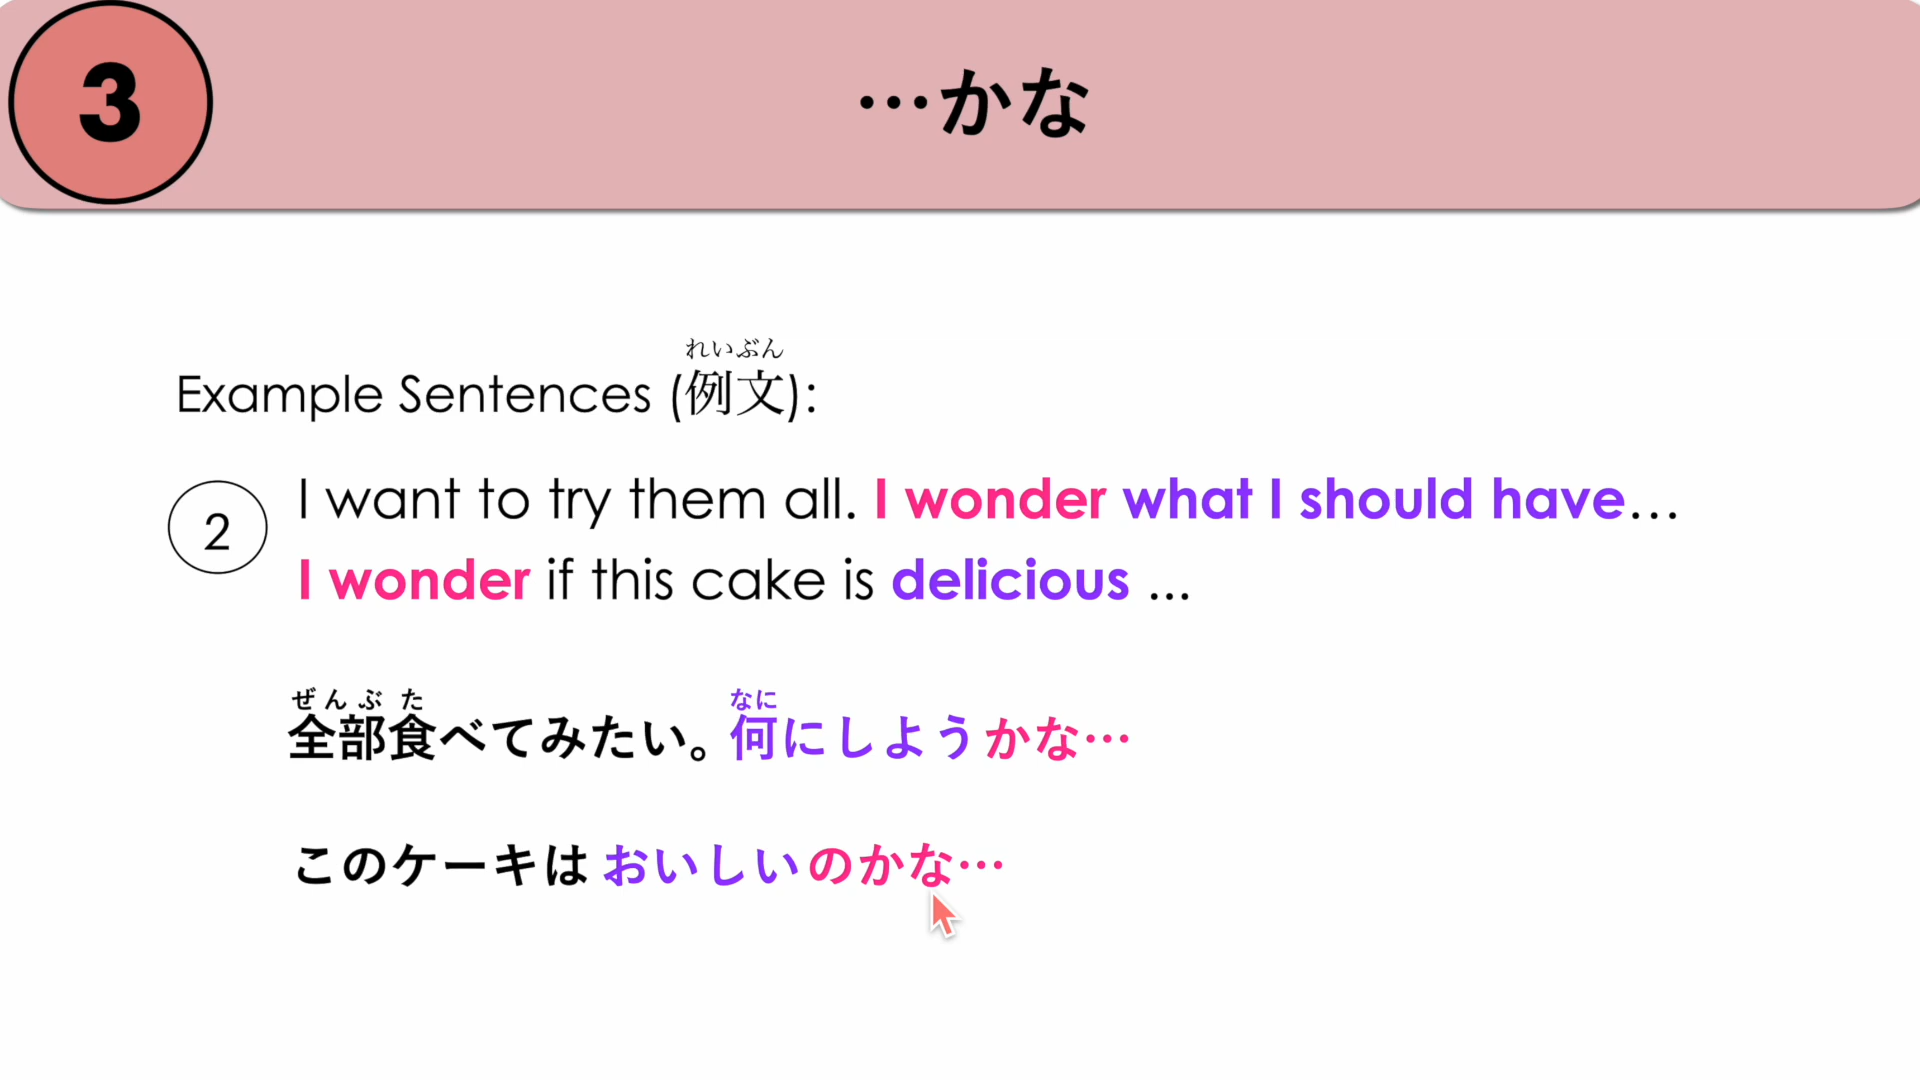 3
…かな
れいぶん
Example Sentences (例文):
2
I want to try them all. I wonder what I should have…
I wonder if this cake is delicious ...
ぜんぶ た なに
全部食べてみたい。何にしようかな…
このケーキは おいしいのかな…